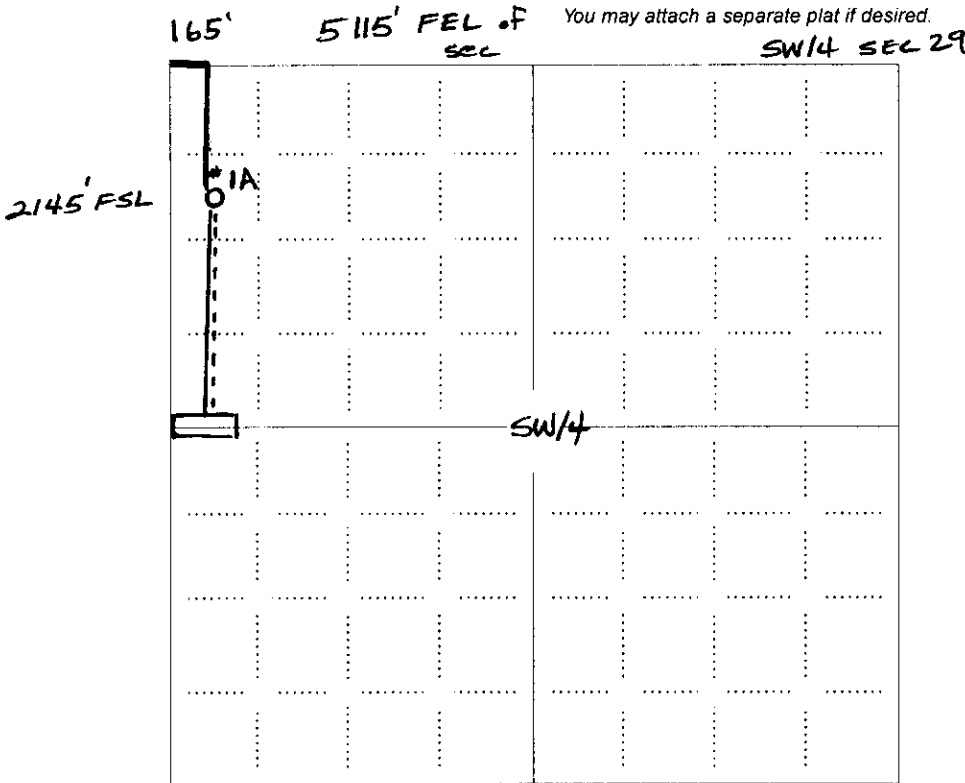 165' 5115' FEL of You may attach a separate plat if desired.
sec SW/4 SEC 29
#1A
2145' FSL
SW/4